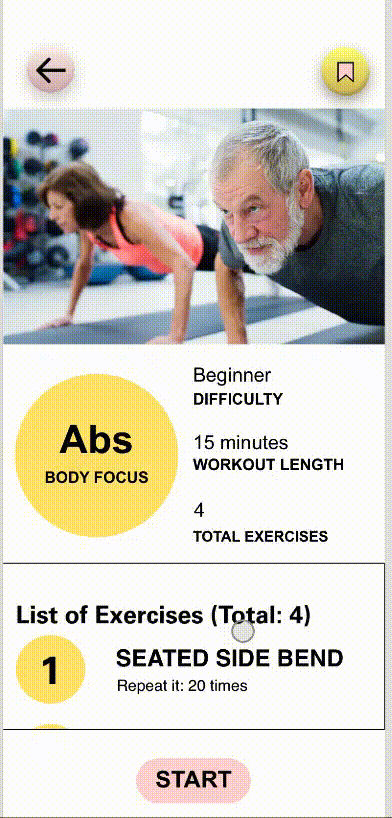 Abs
BODY FOCUS
Beginner
DIFFICULTY
15 minutes
WORKOUT LENGTH
4
TOTAL EXERCISES
List of Exercises (Total: 4)
1
SEATED SIDE BEND
Repeat it: 20 times
START